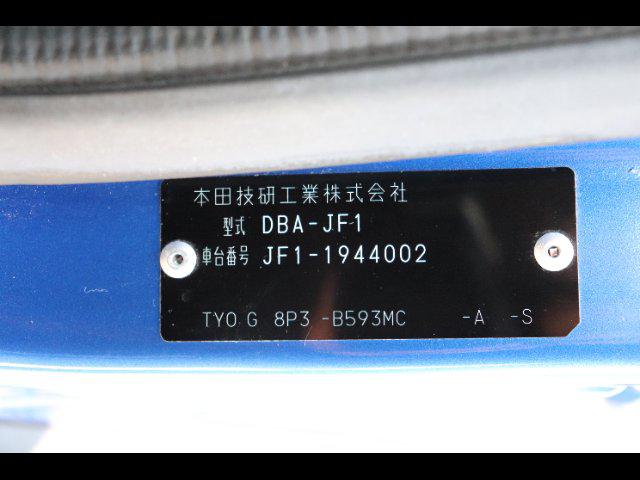 本田技研工業株式会社
型式 DBA-JF1
車台番号 JF1-1944002
TYO G 8P3 -B593MC -A -S